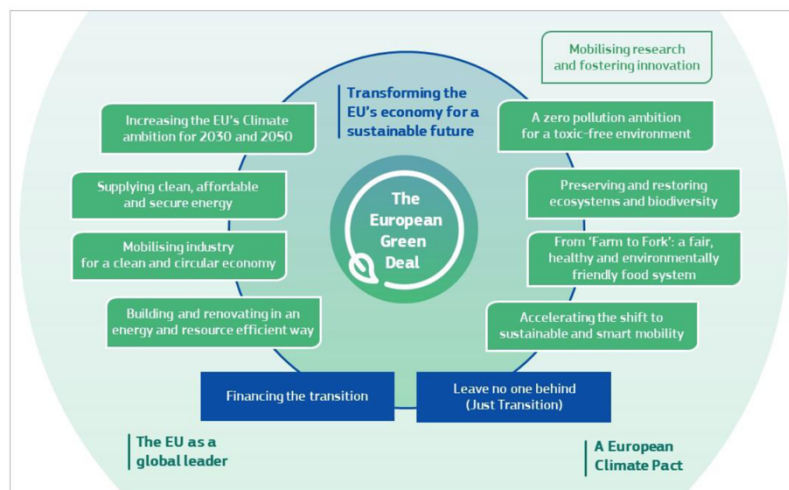 Mobilising research
and fostering innovation
Transforming the
EU's economy for a
sustainable future
Increasing the EU's Climate
ambition for 2030 and 2050
A zero pollution ambition
for a toxic-free environment
Supplying clean, affordable
and secure energy
The
European
Green
Deal
Preserving and restoring
ecosystems and biodiversity
Mobilising industry
for a clean and circular economy
From 'Farm to Fork': a fair,
healthy and environmentally
friendly food system
Building and renovating in an
energy and resource efficient way
Accelerating the shift to
sustainable and smart mobility
Financing the transition
Leave no one behind
(Just Transition)
The EU as a
global leader
A European
Climate Pact